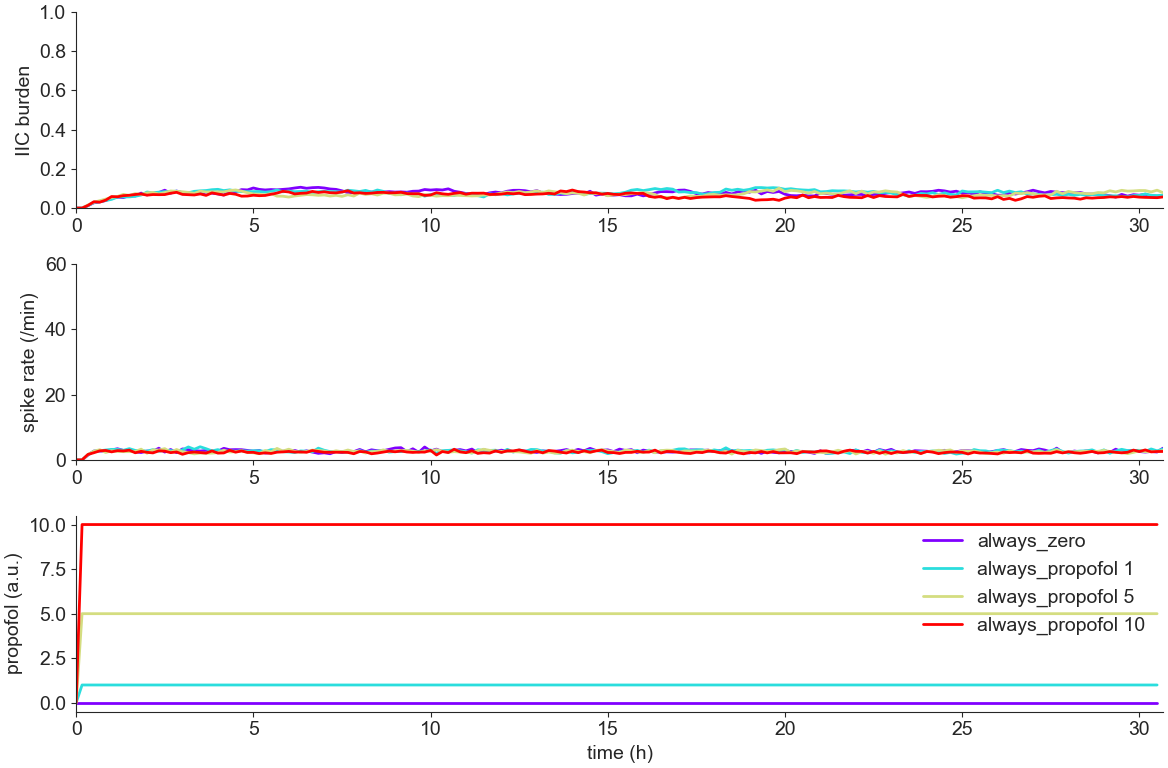 1.0
0.8
0.6
0.4
0.2
0.0
IIC burden
0 5 10 15 20 25 30
60
40
20
0
spike rate (/min)
0 5 10 15 20 25 30
10.0
7.5
5.0
2.5
0.0
propofol (a.u.)
always_zero
always_propofol 1
always_propofol 5
always_propofol 10
0 5 10 15 20 25 30
time (h)